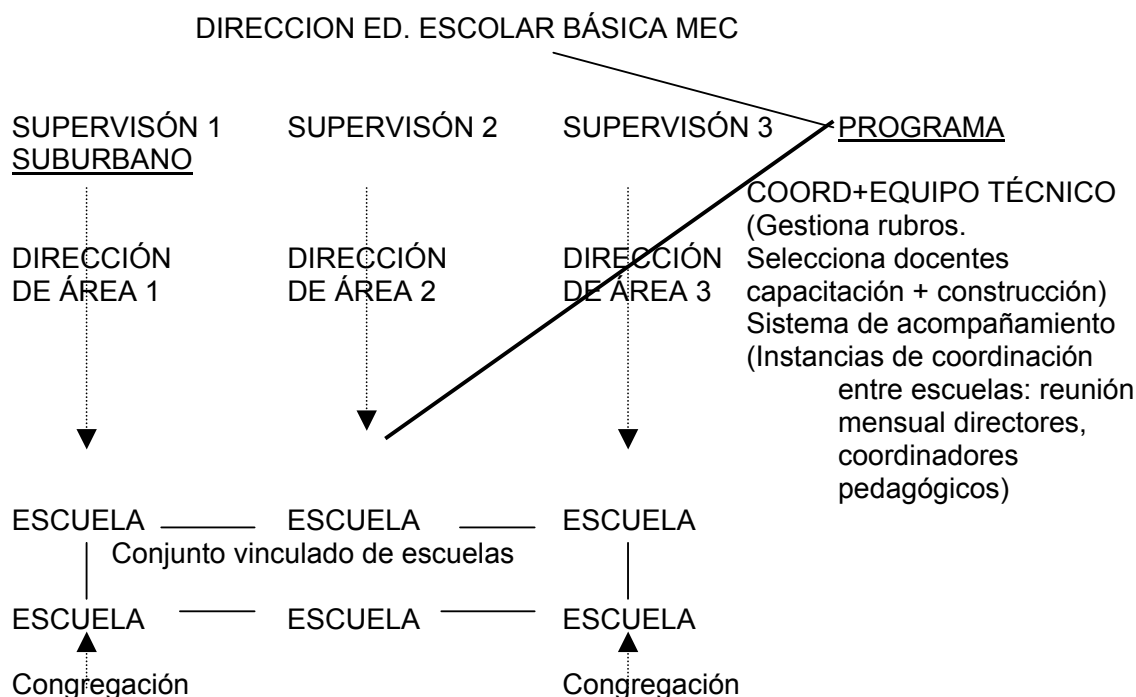 DIRECCION ED. ESCOLAR BÁSICA MEC
SUPERVISÓN 1 SUPERVISÓN 2 SUPERVISÓN 3 PROGRAMA
SUBURBANO
COORD+EQUIPO TÉCNICO
(Gestiona rubros.
DIRECCIÓN DIRECCIÓN DIRECCIÓN Selecciona docentes
DE ÁREA 1 DE ÁREA 2 DE ÁREA 3 capacitación + construcción)
Sistema de acompañamiento
(Instancias de coordinación
entre escuelas: reunión
mensual directores,
coordinadores
pedagógicos)
ESCUELA ESCUELA ESCUELA
Conjunto vinculado de escuelas
ESCUELA ESCUELA ESCUELA
Congregación Congregación